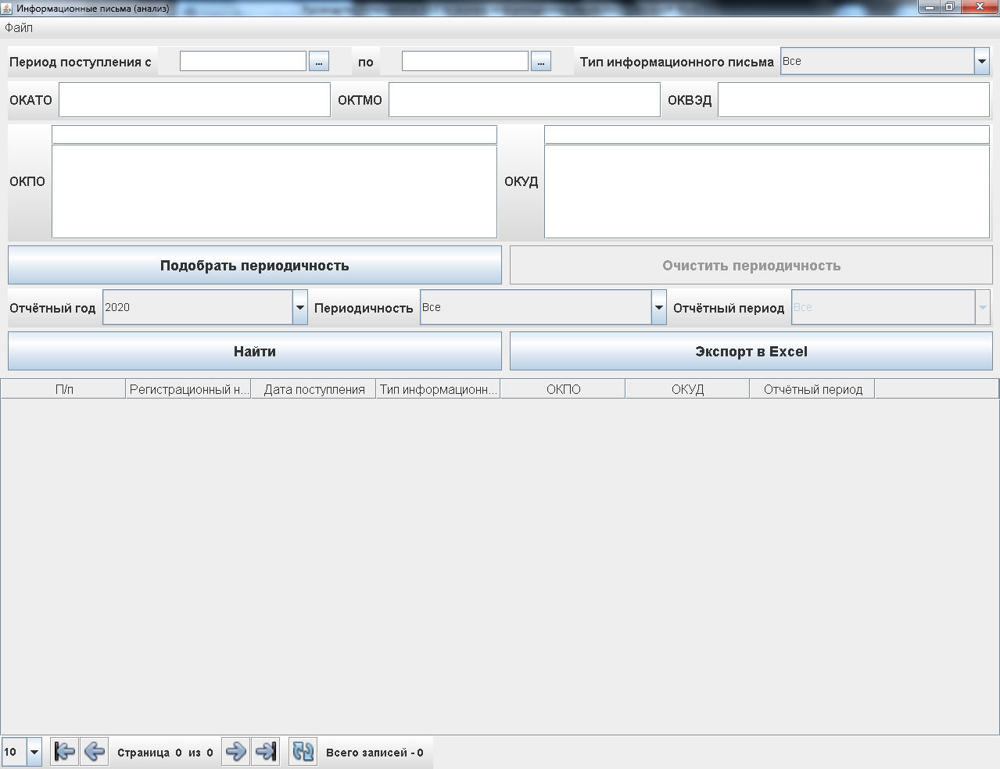 Информационные письма (анализ)
Файл
Период поступления с ... по ... Тип информационного письма Все
ОКАТО ОКТМО ОКВЭД
ОКПО ОКУД
Подобрать периодичность Очистить периодичность
Отчётный год 2020 Периодичность Все Отчётный период Все
Найти Экспорт в Excel
П/п Регистрационный н... Дата поступления Тип информационн... ОКПО ОКУД Отчётный период
10 Страница 0 из 0 Всего записей - 0